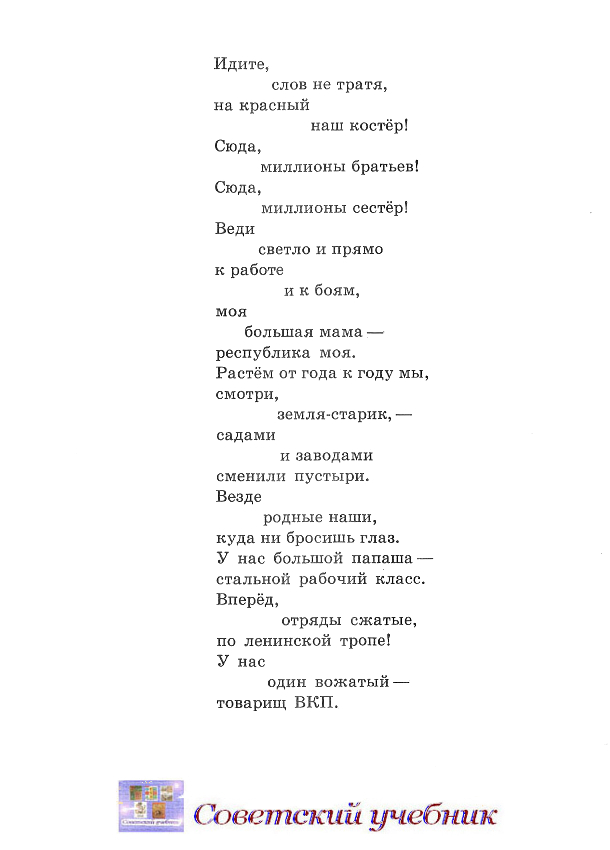 Идите,
слов не тратя,
на красный
наш костёр!
Сюда,
миллионы братьев!
Сюда,
миллионы сестёр!
Веди
светло и прямо
к работе
и к боям,
моя
большая мама —
республика моя.
Растём от года к году мы,
смотри,
земля-старик, —
садами
и заводами
сменили пустыри.
Везде
родные наши,
куда ни бросишь глаз.
У нас большой папаша —
стальной рабочий класс.
Вперёд,
отряды сжатые,
по ленинской тропе!
У нас
один вожатый —
товарищ ВКП.
Советский учебник
Советский учебник